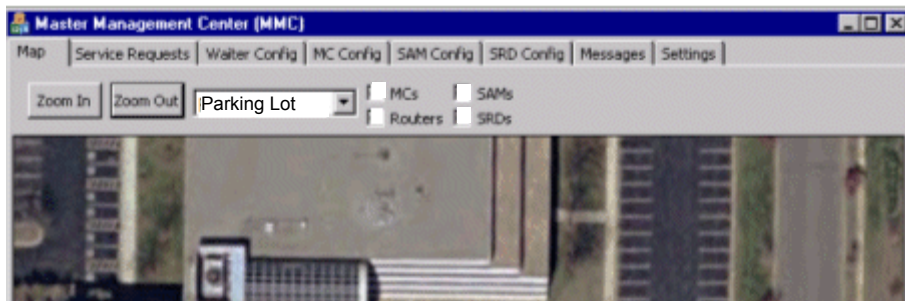 Master Management Center (MMC)
Map Service Requests Waiter Config MC Config SAM Config SRD Config Messages Settings
Zoom In Zoom Out Parking Lot MCs SAMs
Routers SRDs